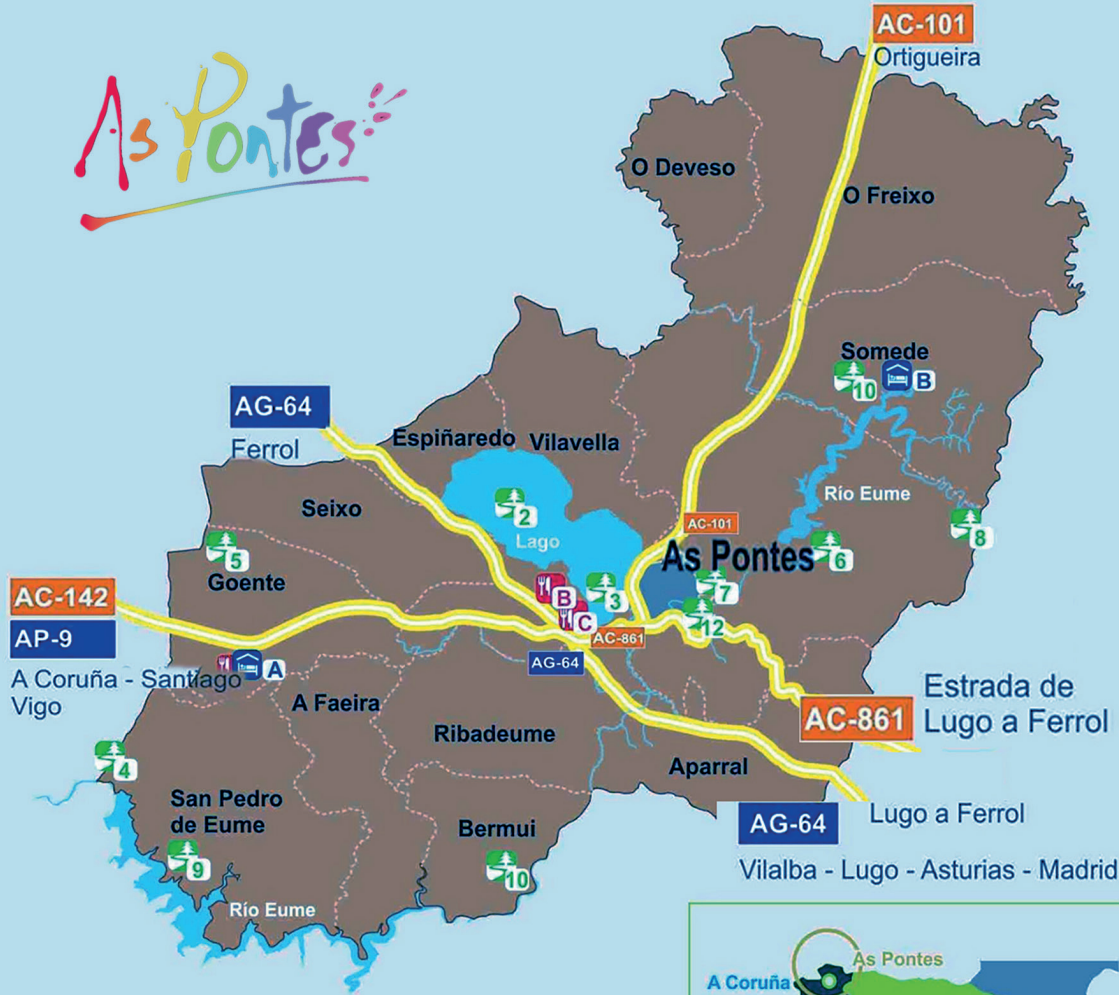 As Pontes
AC-101
Ortigueira
O Deveso
O Freixo
Somede
10
B
AG-64
Ferrol
Espiñaredo
Vilavella
Seixo
2
Lago
Río Eume
AC-101
As Pontes
8
5
Goente
6
7
3
B
C
12
AC-142
AP-9
AC-861
AG-64
A Coruña - Santiago
Vigo
A
A Faeira
Ribadeume
Aparral
AC-861
Estrada de
Lugo a Ferrol
4
San Pedro
de Eume
Bermui
9
10
Río Eume
AG-64
Lugo a Ferrol
Vilalba - Lugo - Asturias - Madrid
As Pontes
A Coruña